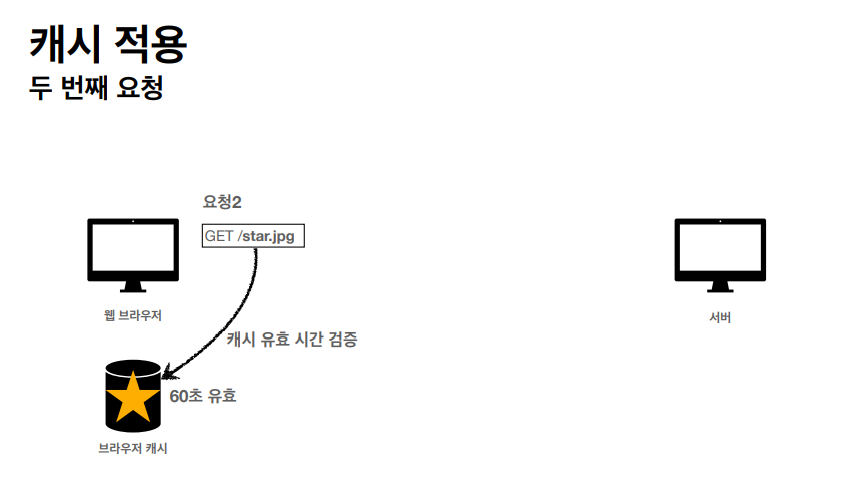 캐시 적용
두 번째 요청
요청2
GET /star.jpg
웹 브라우저
서버
캐시 유효 시간 검증
60초 유효
브라우저 캐시